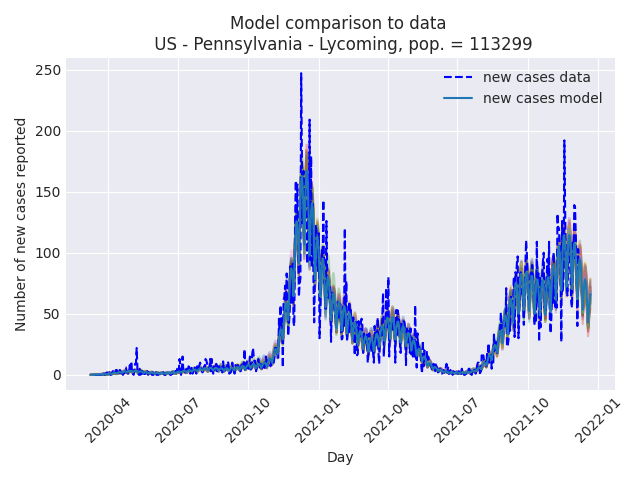 Model comparison to data
US - Pennsylvania - Lycoming, pop. = 113299
new cases data
new cases model
Number of new cases reported
250
200
150
100
50
0
2020-04
2020-07
2020-10
2021-01
2021-04
2021-07
2021-10
2022-01
Day